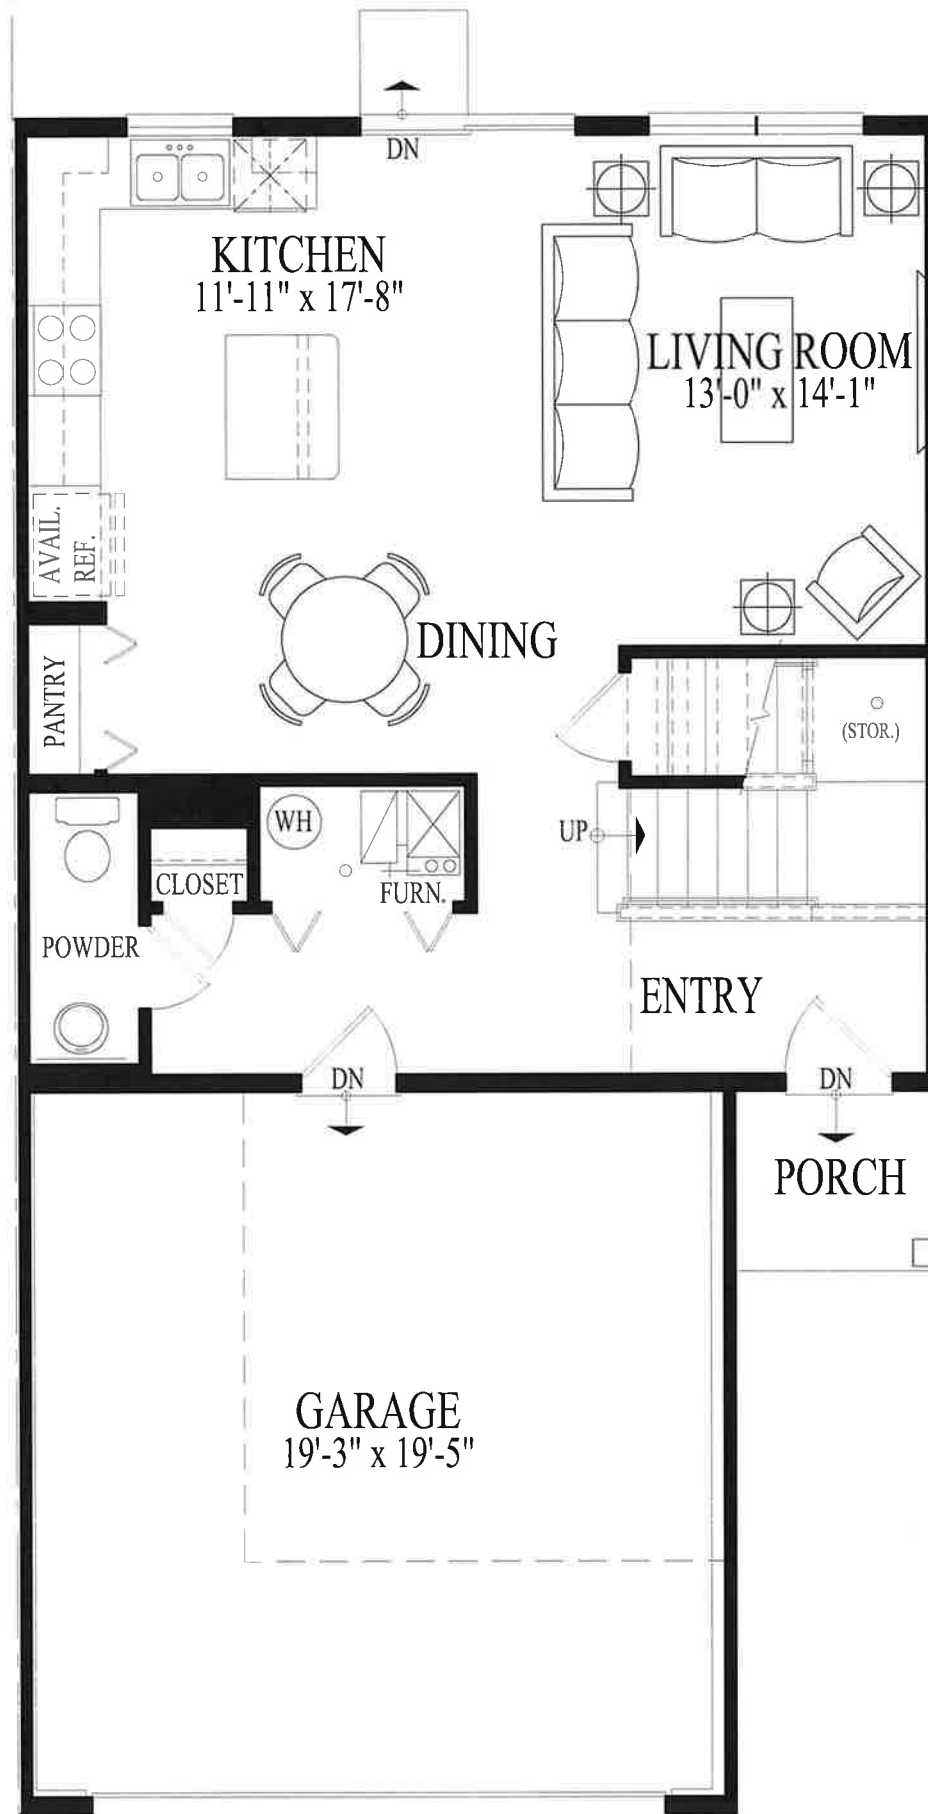 DN
KITCHEN
11'-11" x 17'-8"
LIVING ROOM
13'-0" x 14'-1"
AVAIL.
REF.
DINING
PANTRY
(STOR.)
WH
UP
CLOSET
FURN.
POWDER
ENTRY
DN
DN
PORCH
GARAGE
19'-3" x 19'-5"